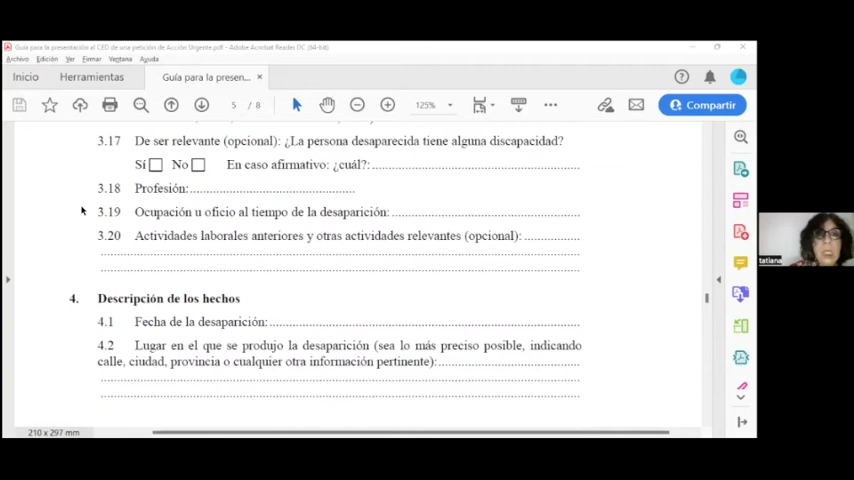 Guía para la presentación al CED de una petición de Acción Urgente.pdf - Adobe Acrobat Reader DC (64-bit)
Archivo Edición Ver Firmar Ventana Ayuda
Inicio Herramientas Guía para la presen... ×
5 / 8 125% Compartir
3.17 De ser relevante (opcional): ¿La persona desaparecida tiene alguna discapacidad?
Sí No En caso afirmativo: ¿cuál?:
3.18 Profesión:
3.19 Ocupación u oficio al tiempo de la desaparición:
3.20 Actividades laborales anteriores y otras actividades relevantes (opcional):
4. Descripción de los hechos
4.1 Fecha de la desaparición:
4.2 Lugar en el que se produjo la desaparición (sea lo más preciso posible, indicando
calle, ciudad, provincia o cualquier otra información pertinente):
210 x 297 mm
tatiana